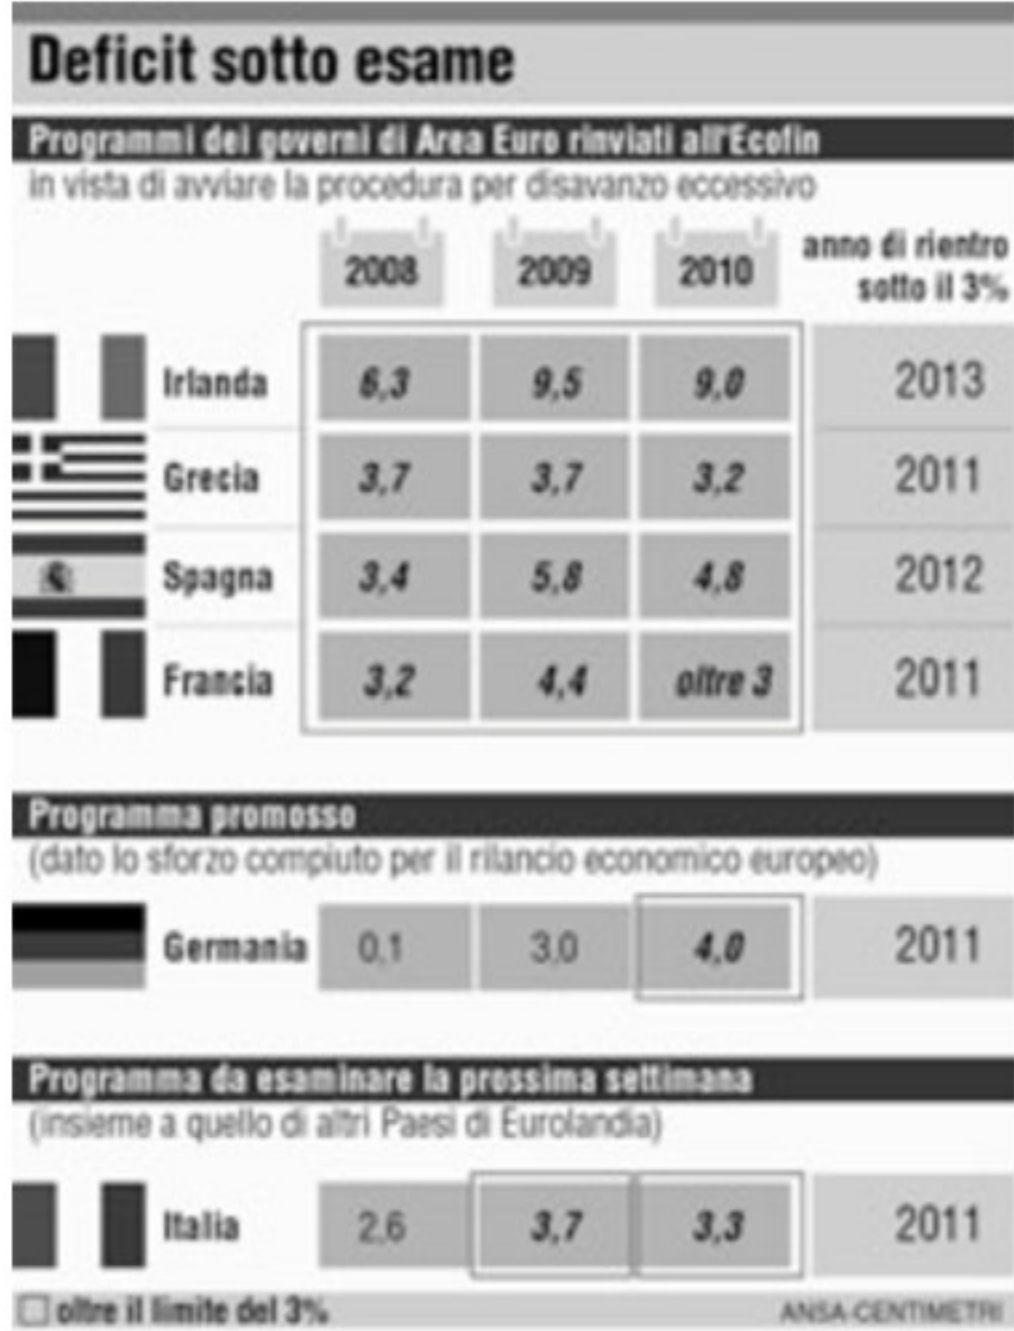 Deficit sotto esame
Programmi dei governi di Area Euro rinviati all'Ecofin
in vista di avviare la procedura per disavanzo eccessivo
2008 2009 2010 anno di rientro
sotto il 3%
Irlanda 6,3 9,5 9,0 2013
Grecia 3,7 3,7 3,2 2011
Spagna 3,4 5,8 4,8 2012
Francia 3,2 4,4 oltre 3 2011
Programma promosso
(dato lo sforzo compiuto per il rilancio economico europeo)
Germania 0,1 3,0 4,0 2011
Programma da esaminare la prossima settimana
(insieme a quello di altri Paesi di Eurolandia)
Italia 2,6 3,7 3,3 2011
oltre il limite del 3% ANSA-CENTIMETRI